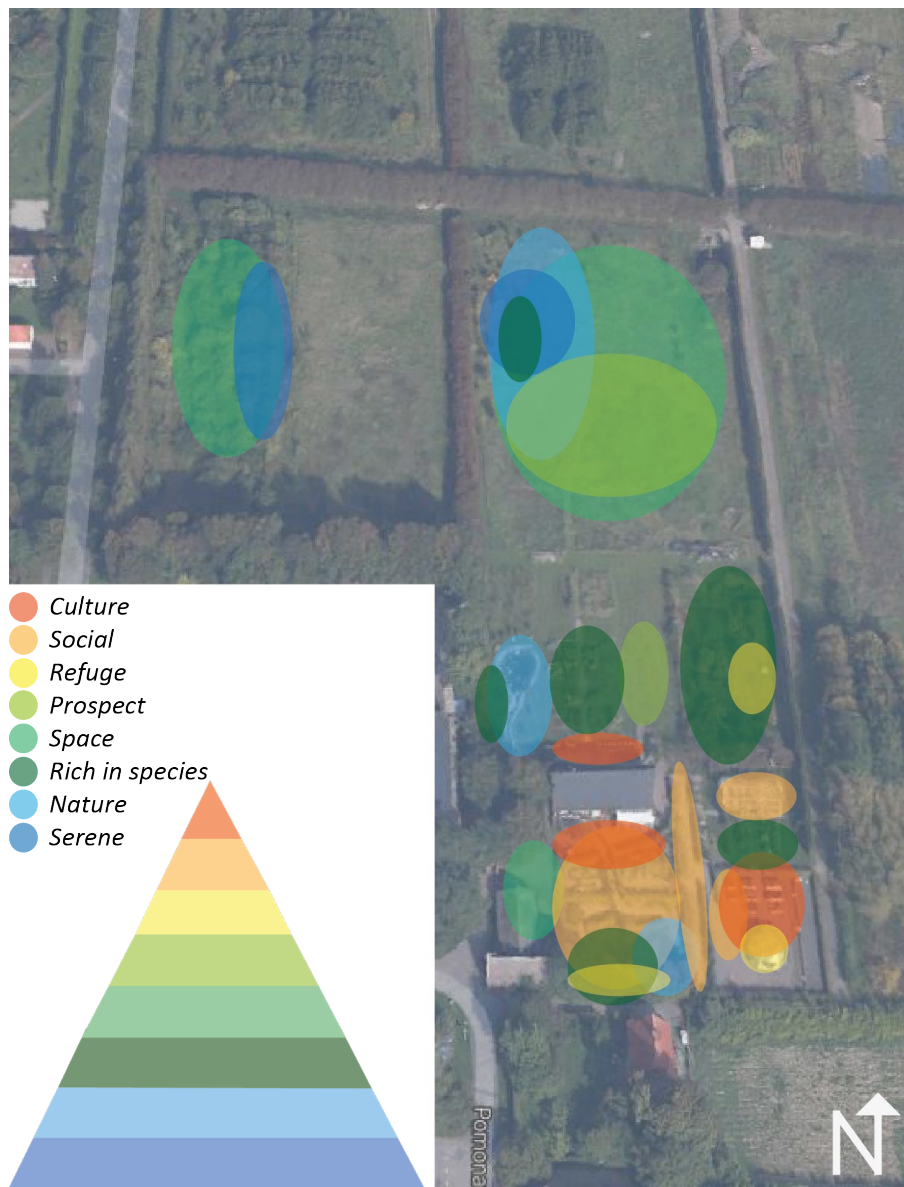 Culture
Social
Refuge
Prospect
Space
Rich in species
Nature
Serene
Pomona
N